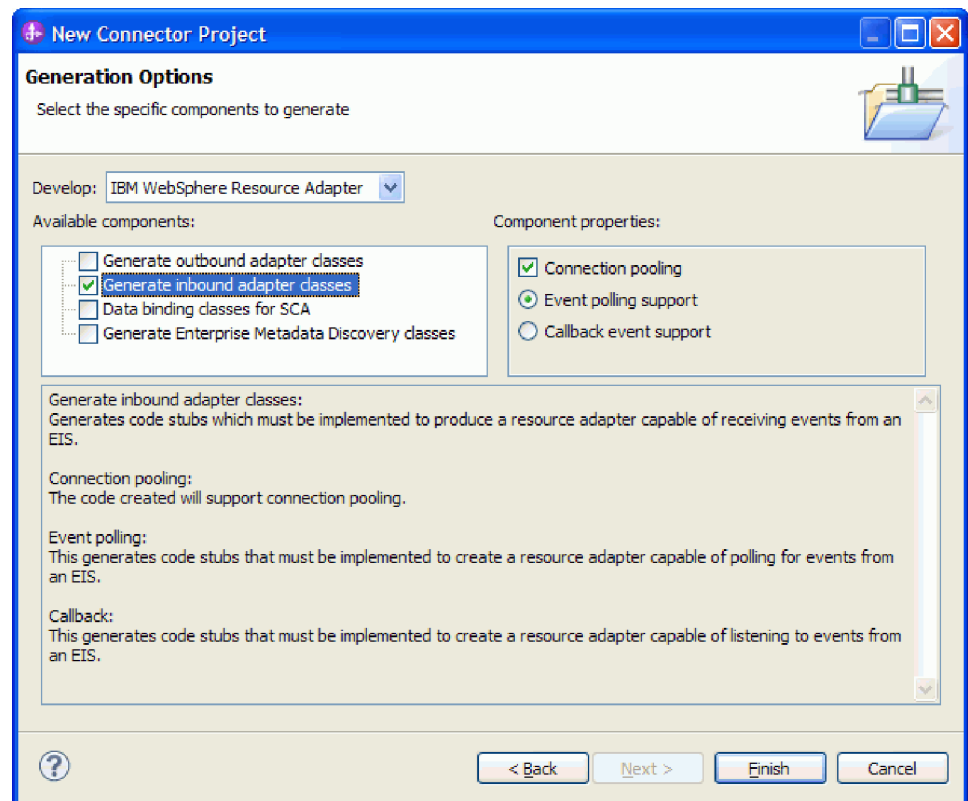 New Connector Project
Generation Options
Select the specific components to generate
Develop: IBM WebSphere Resource Adapter
Available components:
Component properties:
Generate outbound adapter classes
Generate inbound adapter classes
Data binding classes for SCA
Generate Enterprise Metadata Discovery classes
Connection pooling
Event polling support
Callback event support
Generate inbound adapter classes:
Generates code stubs which must be implemented to produce a resource adapter capable of receiving events from an
EIS.
Connection pooling:
The code created will support connection pooling.
Event polling:
This generates code stubs that must be implemented to create a resource adapter capable of polling for events from
an EIS.
Callback:
This generates code stubs that must be implemented to create a resource adapter capable of listening to events from
an EIS.
?
< Back
Next >
Finish
Cancel